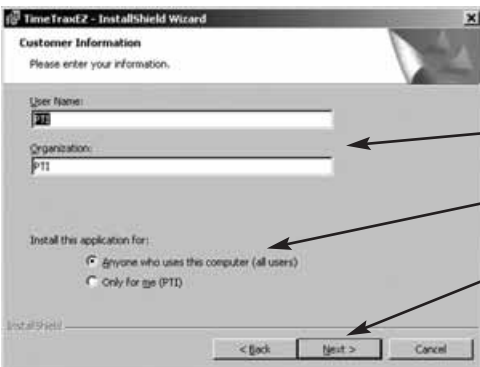 TimeTraxEZ - InstallShield Wizard
Customer Information
Please enter your information.
User Name:
PTI
Organization:
PTI
Install this application for:
Anyone who uses this computer (all users)
Only for me (PTI)
InstallShield
< Back
Next >
Cancel